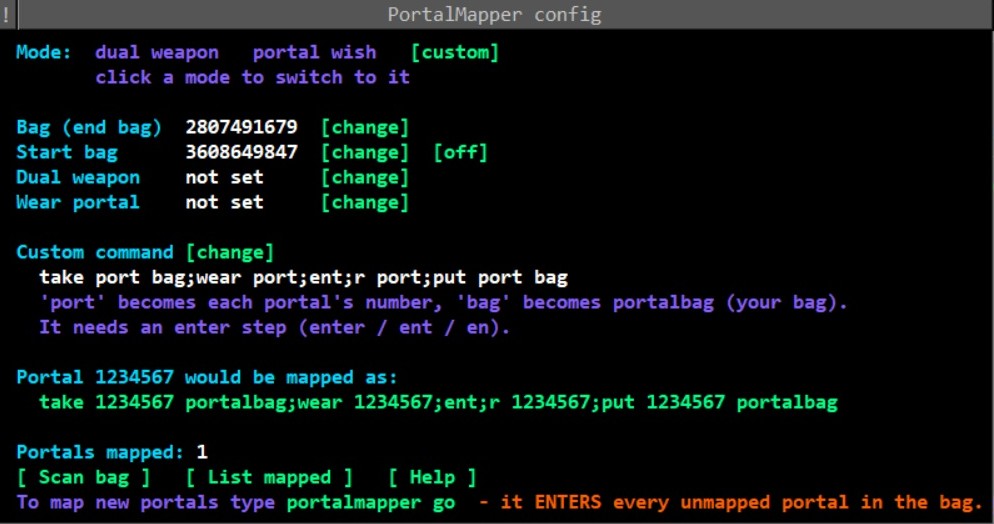 ! PortalMapper config
Mode: dual weapon portal wish [custom]
click a mode to switch to it
Bag (end bag) 2807491679 [change]
Start bag 3608649847 [change] [off]
Dual weapon not set [change]
Wear portal not set [change]
Custom command [change]
take port bag;wear port;ent;r port;put port bag
'port' becomes each portal's number, 'bag' becomes portalbag (your bag).
It needs an enter step (enter / ent / en).
Portal 1234567 would be mapped as:
take 1234567 portalbag;wear 1234567;ent;r 1234567;put 1234567 portalbag
Portals mapped: 1
[ Scan bag ] [ List mapped ] [ Help ]
To map new portals type portalmapper go - it ENTERS every unmapped portal in the bag.